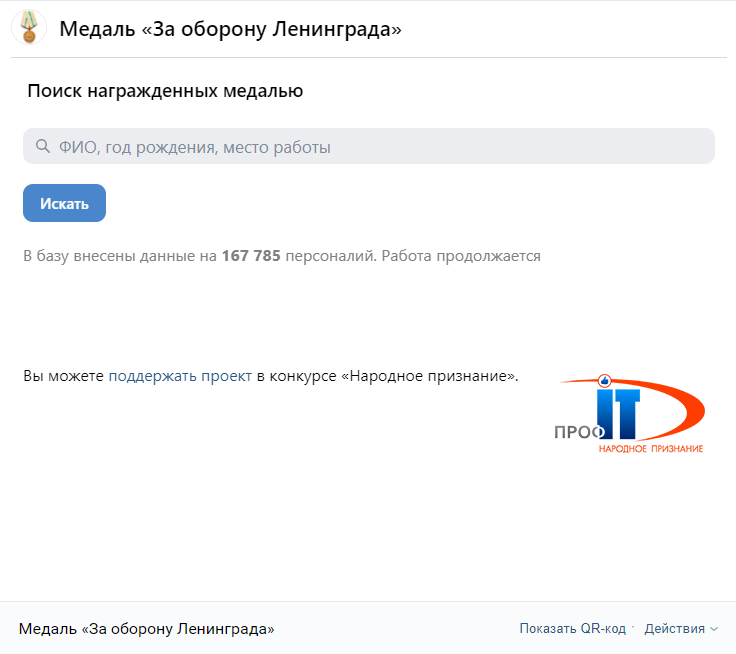 Медаль «За оборону Ленинграда»
Поиск награжденных медалью
ФИО, год рождения, место работы
Искать
В базу внесены данные на 167 785 персоналий. Работа продолжается
Вы можете поддержать проект в конкурсе «Народное признание».
ПРОФ IT
НАРОДНОЕ ПРИЗНАНИЕ
Медаль «За оборону Ленинграда»
Показать QR-код · Действия